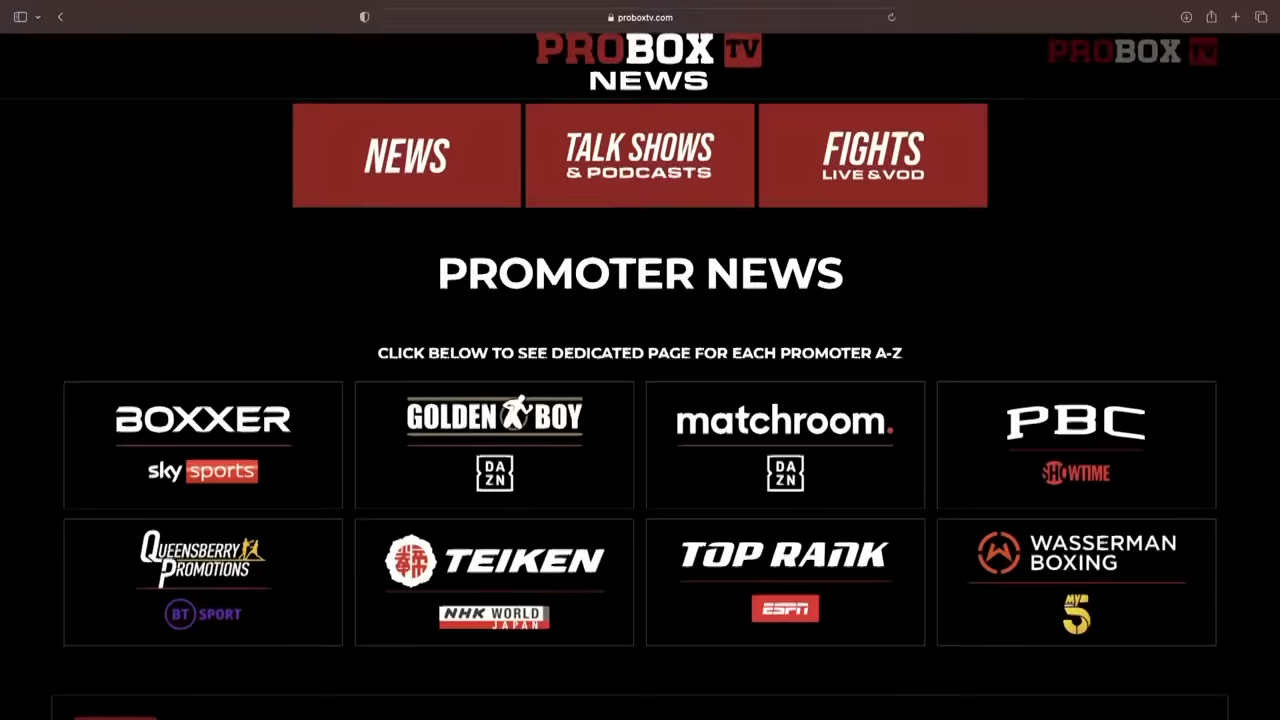 proboxtv.com
PROBOX TV
NEWS
PROBOX TV
NEWS
TALK SHOWS
& PODCASTS
FIGHTS
LIVE & VOD
PROMOTER NEWS
CLICK BELOW TO SEE DEDICATED PAGE FOR EACH PROMOTER A-Z
BOXXER
sky sports
GOLDEN BOY
DAZN
matchroom.
DAZN
PBC
SHOWTIME
QUEENSBERRY
PROMOTIONS
BT SPORT
TEIKEN
NHK WORLD
JAPAN
TOP RANK
ESPN
WASSERMAN
BOXING
MY5